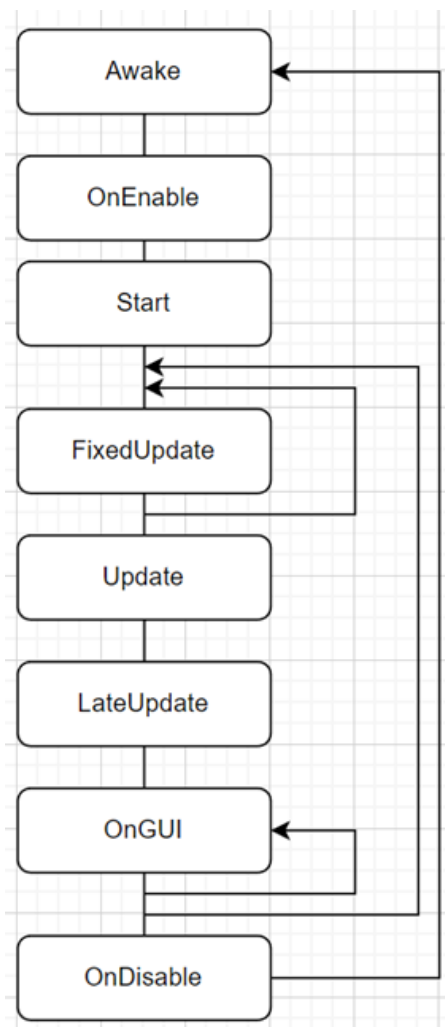 Awake
OnEnable
Start
FixedUpdate
Update
LateUpdate
OnGUI
OnDisable